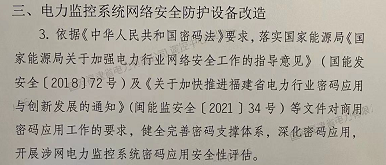 三、电力监控系统网络安全防护设备改造
3. 依据《中华人民共和国密码法》要求，落实国家能源局《国
家能源局关于加强电力行业网络安全工作的指导意见》（国能发
安全〔2018〕72 号）及《关于加快推进福建省电力行业密码应用
与创新发展的通知》（闽能监安全〔2021〕34 号）等文件对商用
密码应用工作的要求，健全完善密码支撑体系，深化密码应用，
开展涉网电力监控系统密码应用安全性评估。